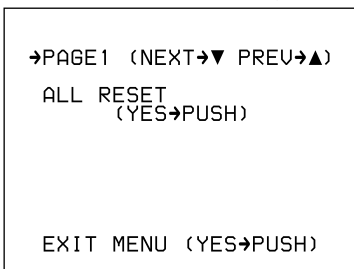 ➔PAGE1 (NEXT➔▼ PREV➔▲)
ALL RESET
(YES➔PUSH)
EXIT MENU (YES➔PUSH)